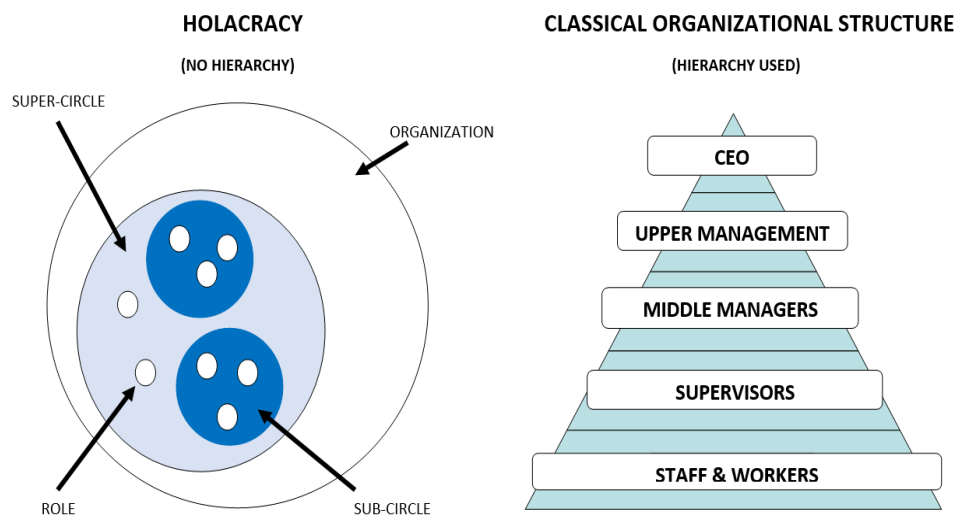 HOLACRACY
(NO HIERARCHY)
SUPER-CIRCLE
ORGANIZATION
ROLE
SUB-CIRCLE
CLASSICAL ORGANIZATIONAL STRUCTURE
(HIERARCHY USED)
CEO
UPPER MANAGEMENT
MIDDLE MANAGERS
SUPERVISORS
STAFF & WORKERS